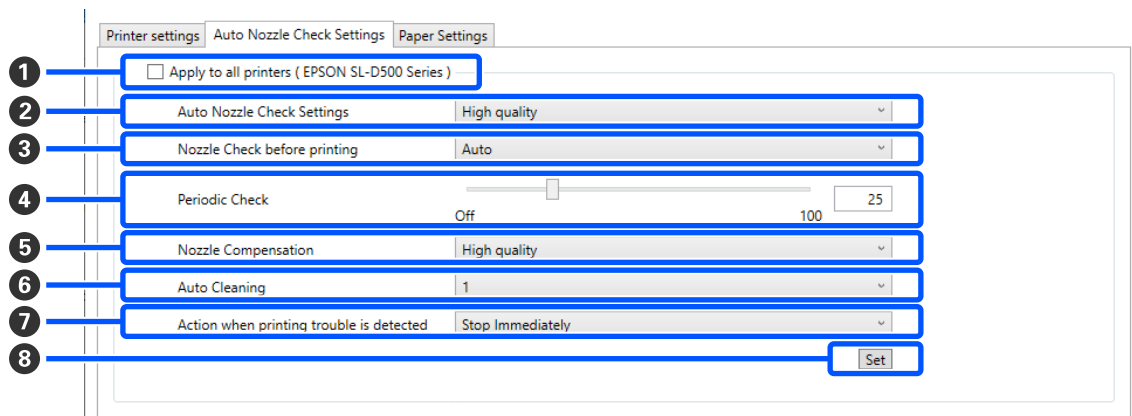 Printer settings Auto Nozzle Check Settings Paper Settings
1 Apply to all printers ( EPSON SL-D500 Series )
2 Auto Nozzle Check Settings High quality
3 Nozzle Check before printing Auto
4 Periodic Check 25
Off 100
5 Nozzle Compensation High quality
6 Auto Cleaning 1
7 Action when printing trouble is detected Stop Immediately
8 Set